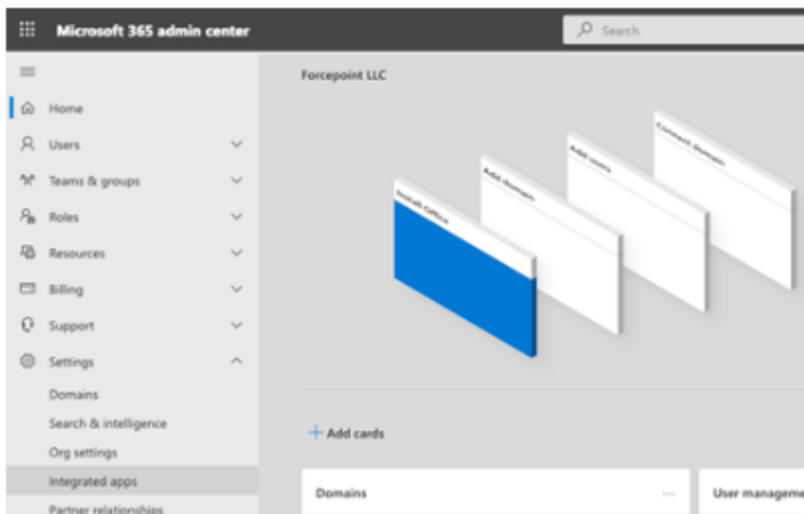 Microsoft 365 admin center
Search
Forcepoint LLC
Home
Users
Teams & groups
Roles
Resources
Billing
Support
Settings
Domains
Search & intelligence
Org settings
Integrated apps
Partner relationships
Install Office
Add domain
Add users
Connect domain
Add cards
Domains
User manageme